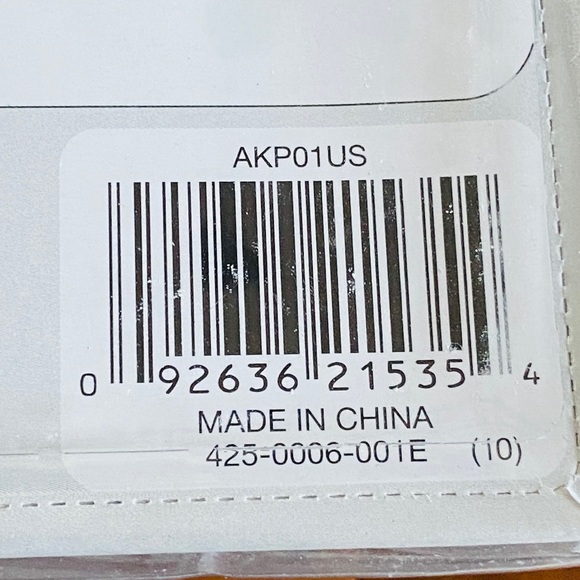 AKP01US
0 92636 21535 4
MADE IN CHINA
425-0006-001E (10)